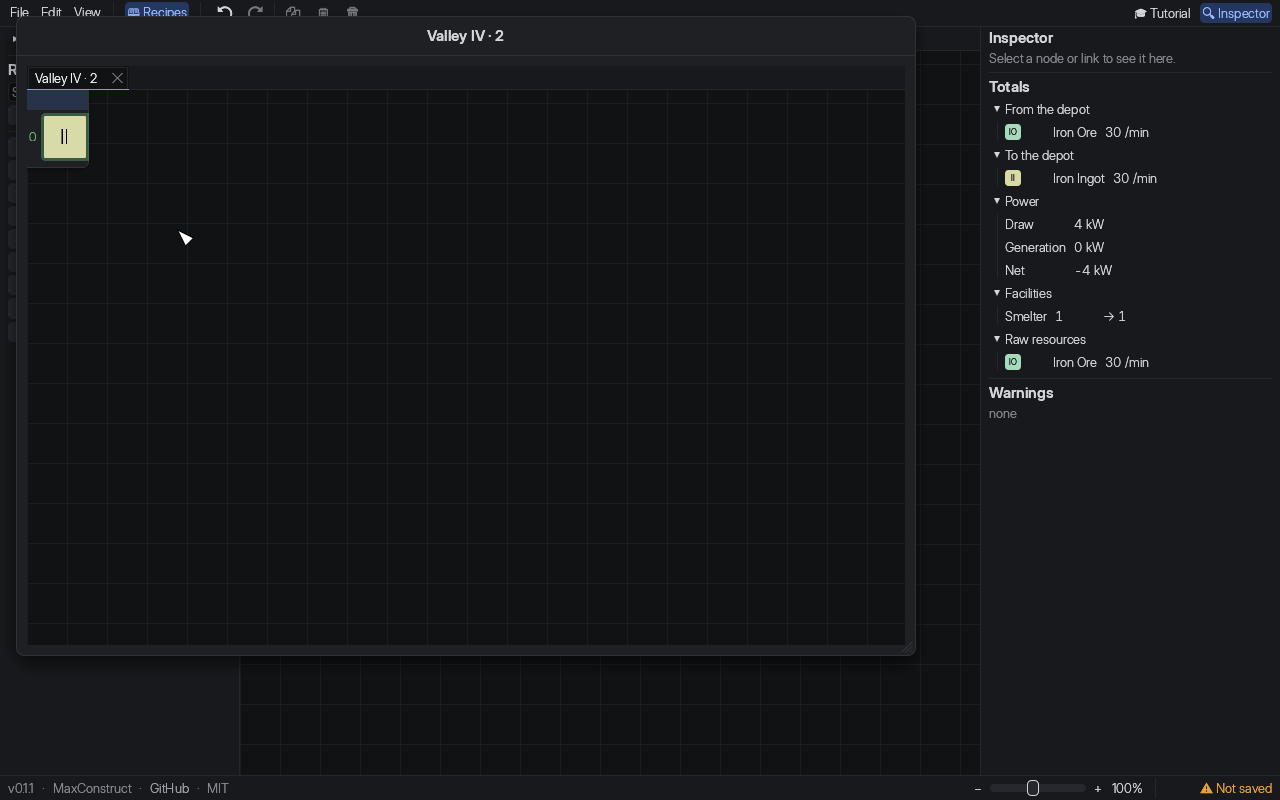 File Edit View Recipes Tutorial Inspector
Valley IV · 2
Valley IV · 2
0 II
Inspector
Select a node or link to see it here.
Totals
From the depot
IO Iron Ore 30 /min
To the depot
II Iron Ingot 30 /min
Power
Draw 4 kW
Generation 0 kW
Net -4 kW
Facilities
Smelter 1 → 1
Raw resources
IO Iron Ore 30 /min
Warnings
none
v0.1.1 · MaxConstruct · GitHub · MIT
− + 100% Not saved